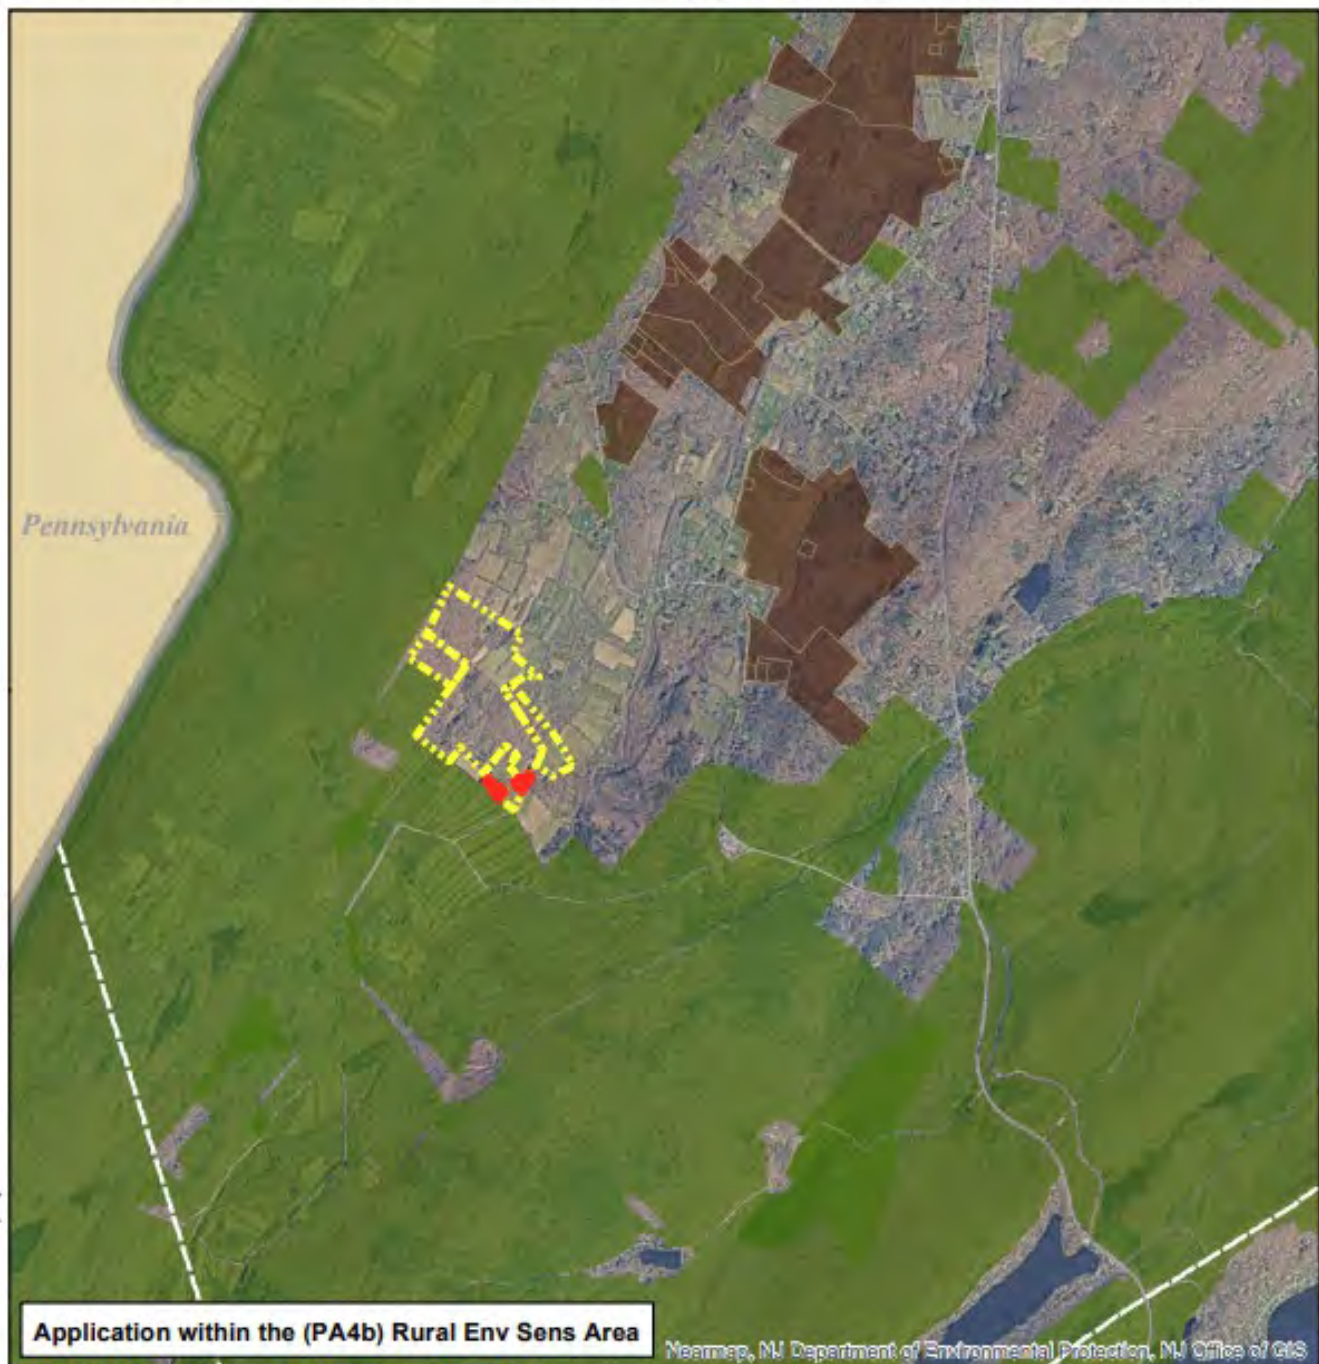 Pennsylvania
Application within the (PA4b) Rural Env Sens Area
Nearmap, NJ Department of Environmental Protection, NJ Office of GIS